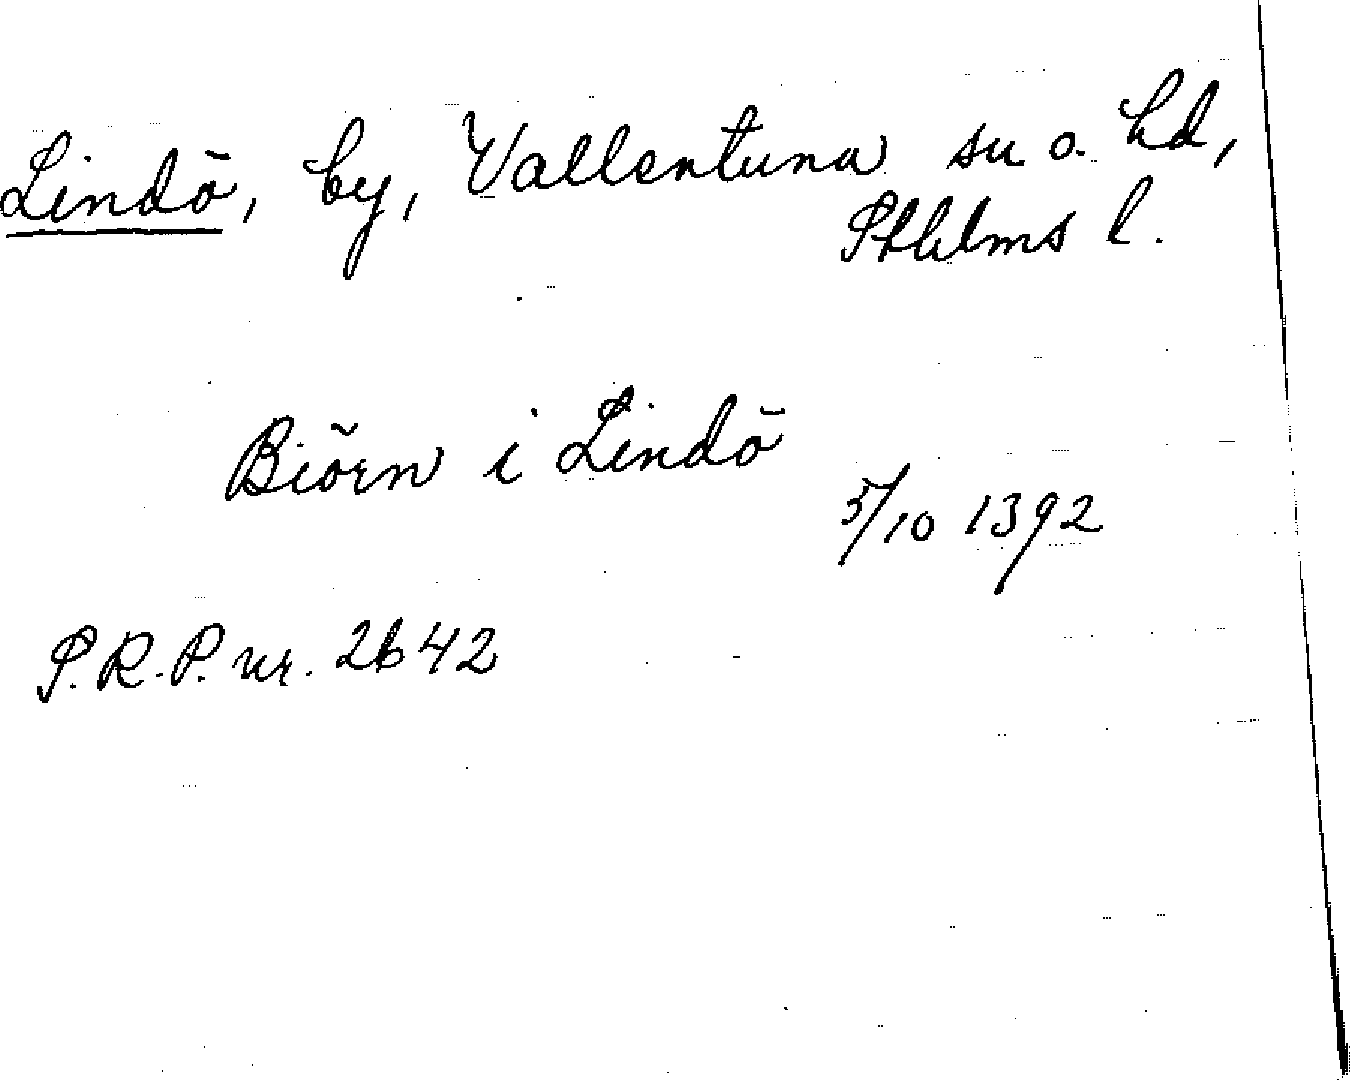 Lindö, by, Vallentuna sn o. hd,
Sthlms l.
Biörn i Lindö
5/10 1392
S.R.P. nr. 2642